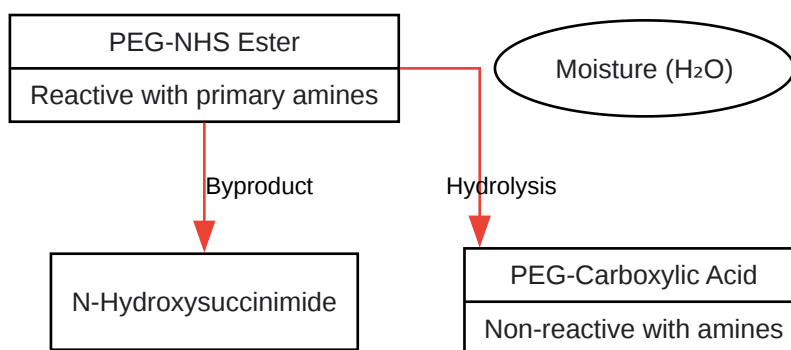 PEG-NHS Ester
Reactive with primary amines
Moisture (H₂O)
Byproduct
Hydrolysis
N-Hydroxysuccinimide
PEG-Carboxylic Acid
Non-reactive with amines